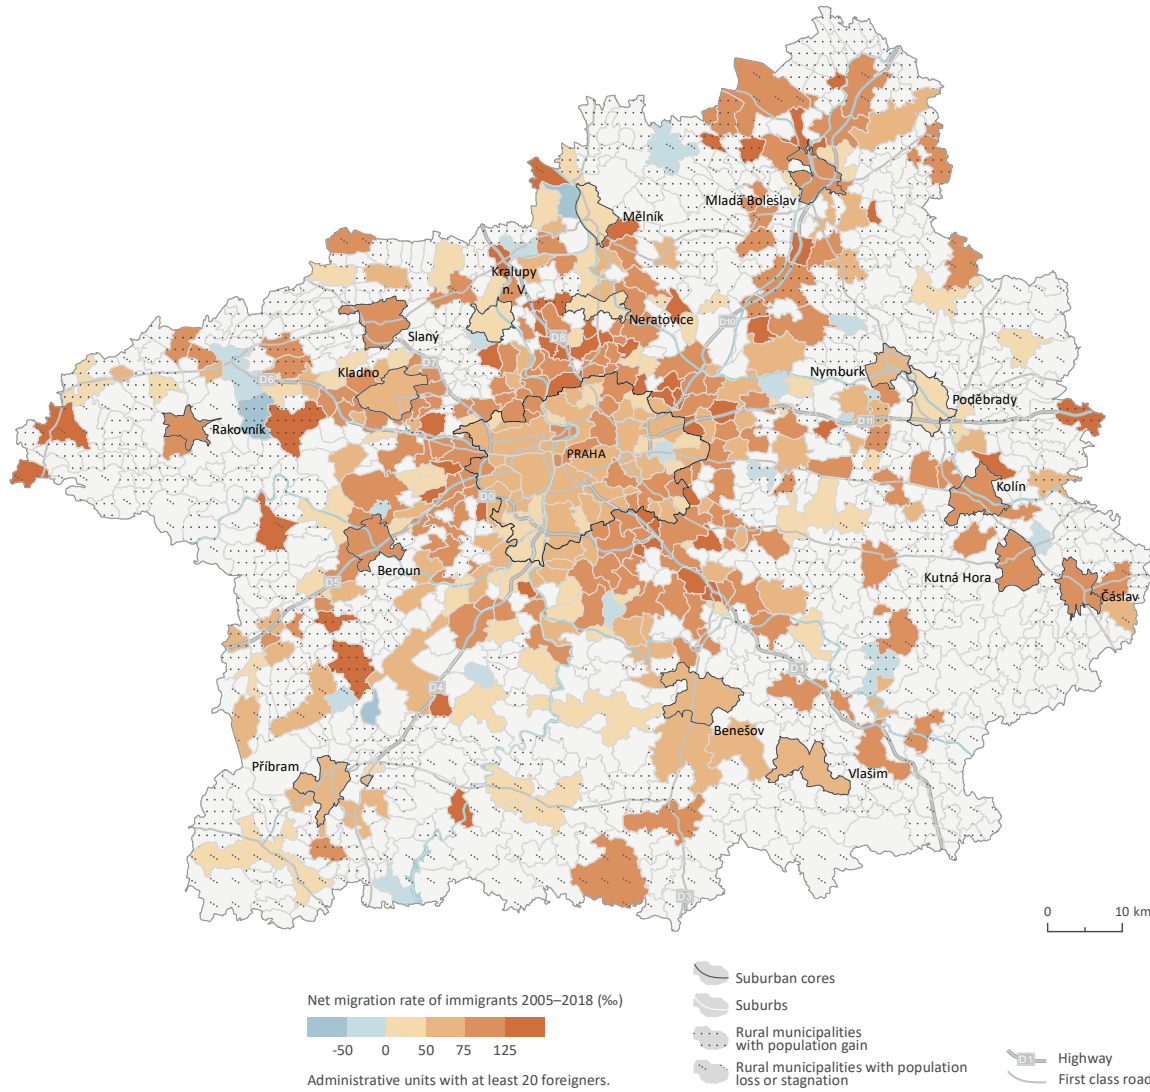 Mladá Boleslav
Mělník
Kralupy
n. V.
D10
Neratovice
D8
Slaný
D7
Kladno
D6
Nymburk
Poděbrady
Rakovník
D11
PRAHA
Kolín
D0
Beroun
D5
Kutná Hora
Čáslav
D1
D4
Benešov
Příbram
Vlašim
D3
0 10 km
Net migration rate of immigrants 2005–2018 (‰)
-50 0 50 75 125
Administrative units with at least 20 foreigners.
Suburban cores
Suburbs
Rural municipalities
with population gain
Rural municipalities with population
loss or stagnation
D1 Highway
First class road